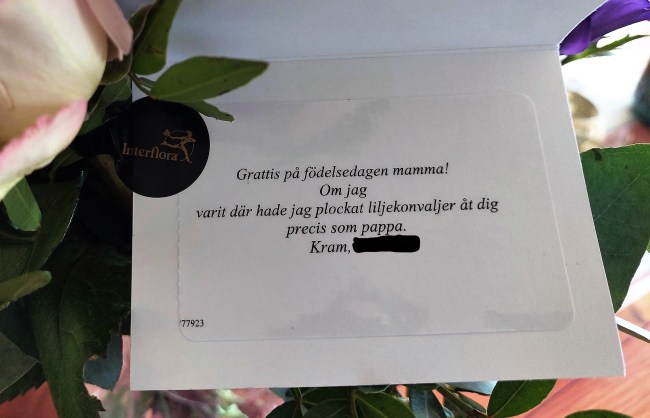 Interflora
Grattis på födelsedagen mamma!
Om jag
varit där hade jag plockat liljekonvaljer åt dig
precis som pappa.
Kram,
77923